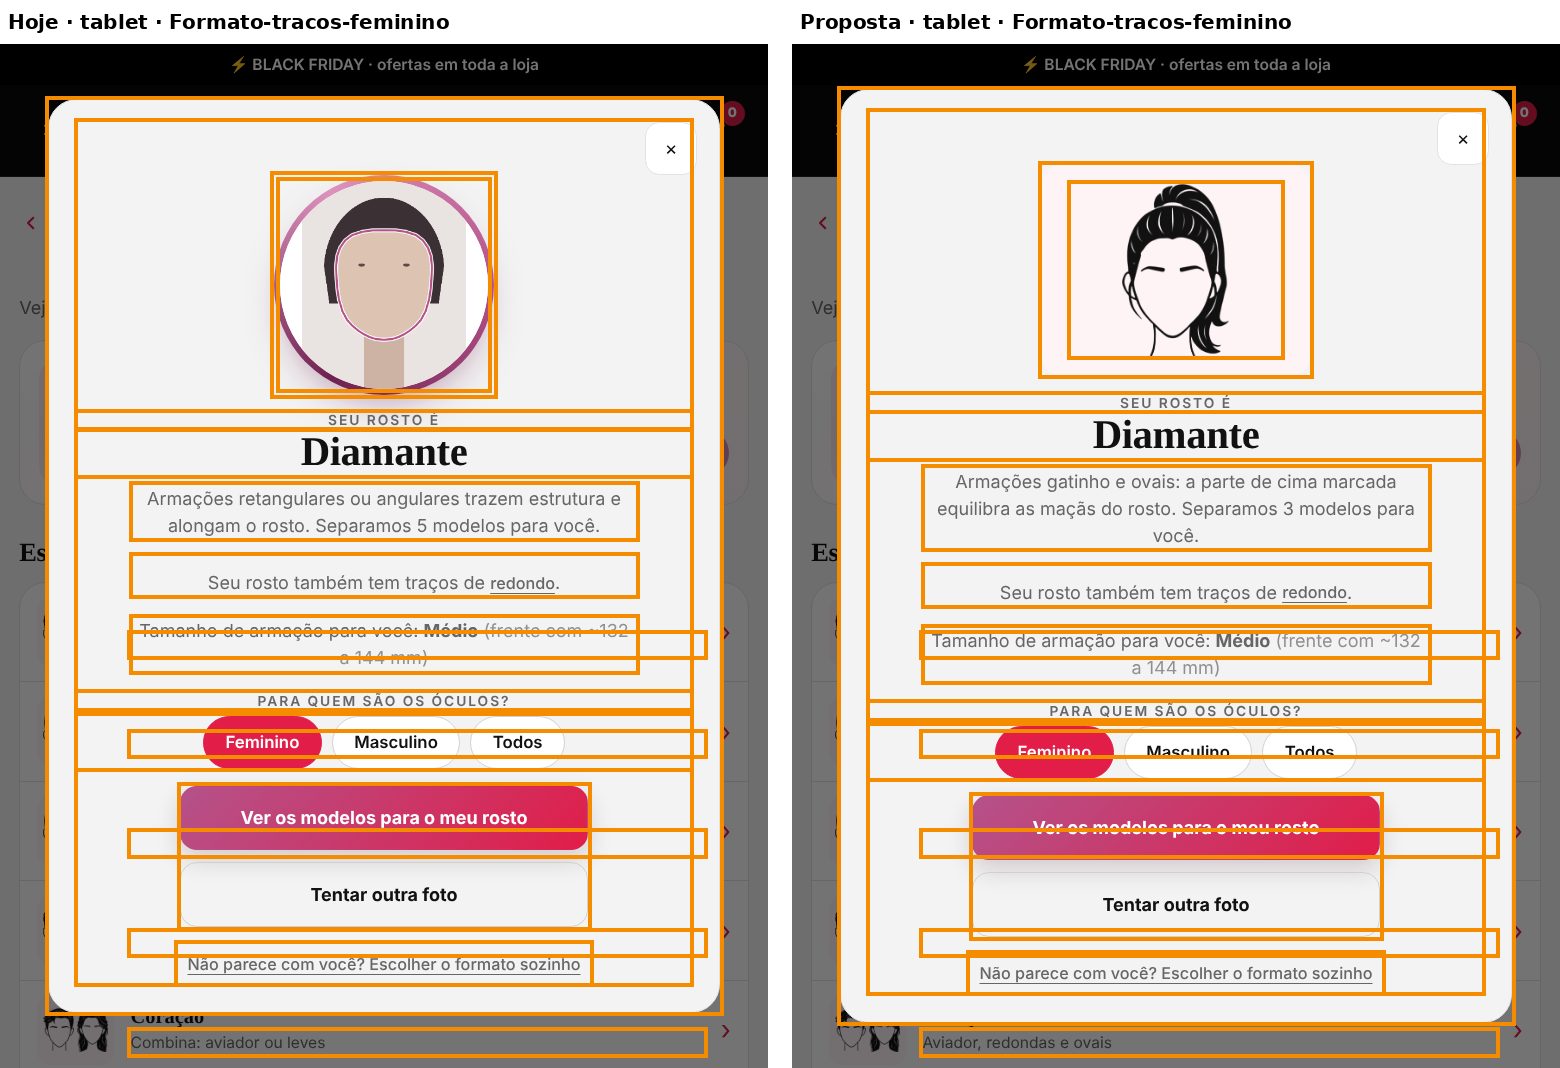 Hoje · tablet · Formato-tracos-feminino
⚡ BLACK FRIDAY · ofertas em toda a loja
0
×
Vej
SEU ROSTO É
Diamante
Armações retangulares ou angulares trazem estrutura e
alongam o rosto. Separamos 5 modelos para você.
Seu rosto também tem traços de redondo.
Es
Tamanho de armação para você: Médio (frente com ~132
a 144 mm)
PARA QUEM SÃO OS ÓCULOS?
Feminino Masculino Todos
Ver os modelos para o meu rosto
Tentar outra foto
Não parece com você? Escolher o formato sozinho
Coração
Combina: aviador ou leves
Proposta · tablet · Formato-tracos-feminino
⚡ BLACK FRIDAY · ofertas em toda a loja
0
×
Vej
SEU ROSTO É
Diamante
Armações gatinho e ovais: a parte de cima marcada
equilibra as maçãs do rosto. Separamos 3 modelos para
você.
Seu rosto também tem traços de redondo.
Es
Tamanho de armação para você: Médio (frente com ~132
a 144 mm)
PARA QUEM SÃO OS ÓCULOS?
Feminino Masculino Todos
Ver os modelos para o meu rosto
Tentar outra foto
Não parece com você? Escolher o formato sozinho
Aviador, redondas e ovais